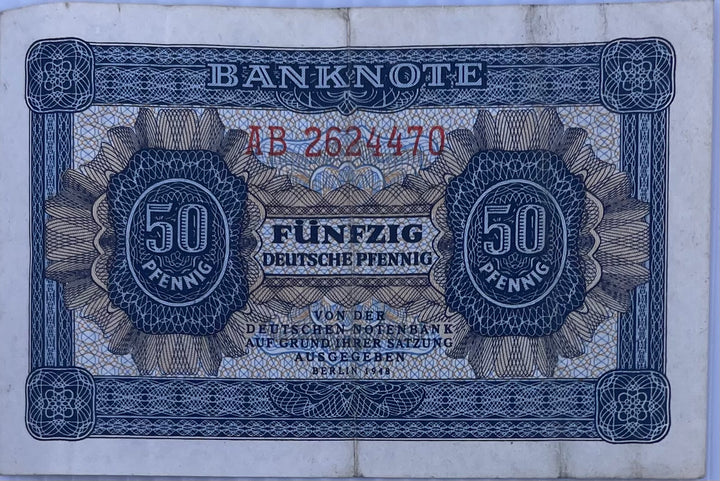 BANKNOTE
AB 2624470
50
PFENNIG
FÜNFZIG
DEUTSCHE PFENNIG
50
PFENNIG
VON DER
DEUTSCHEN NOTENBANK
AUF GRUND IHRER SATZUNG
AUSGEGEBEN
BERLIN 1948